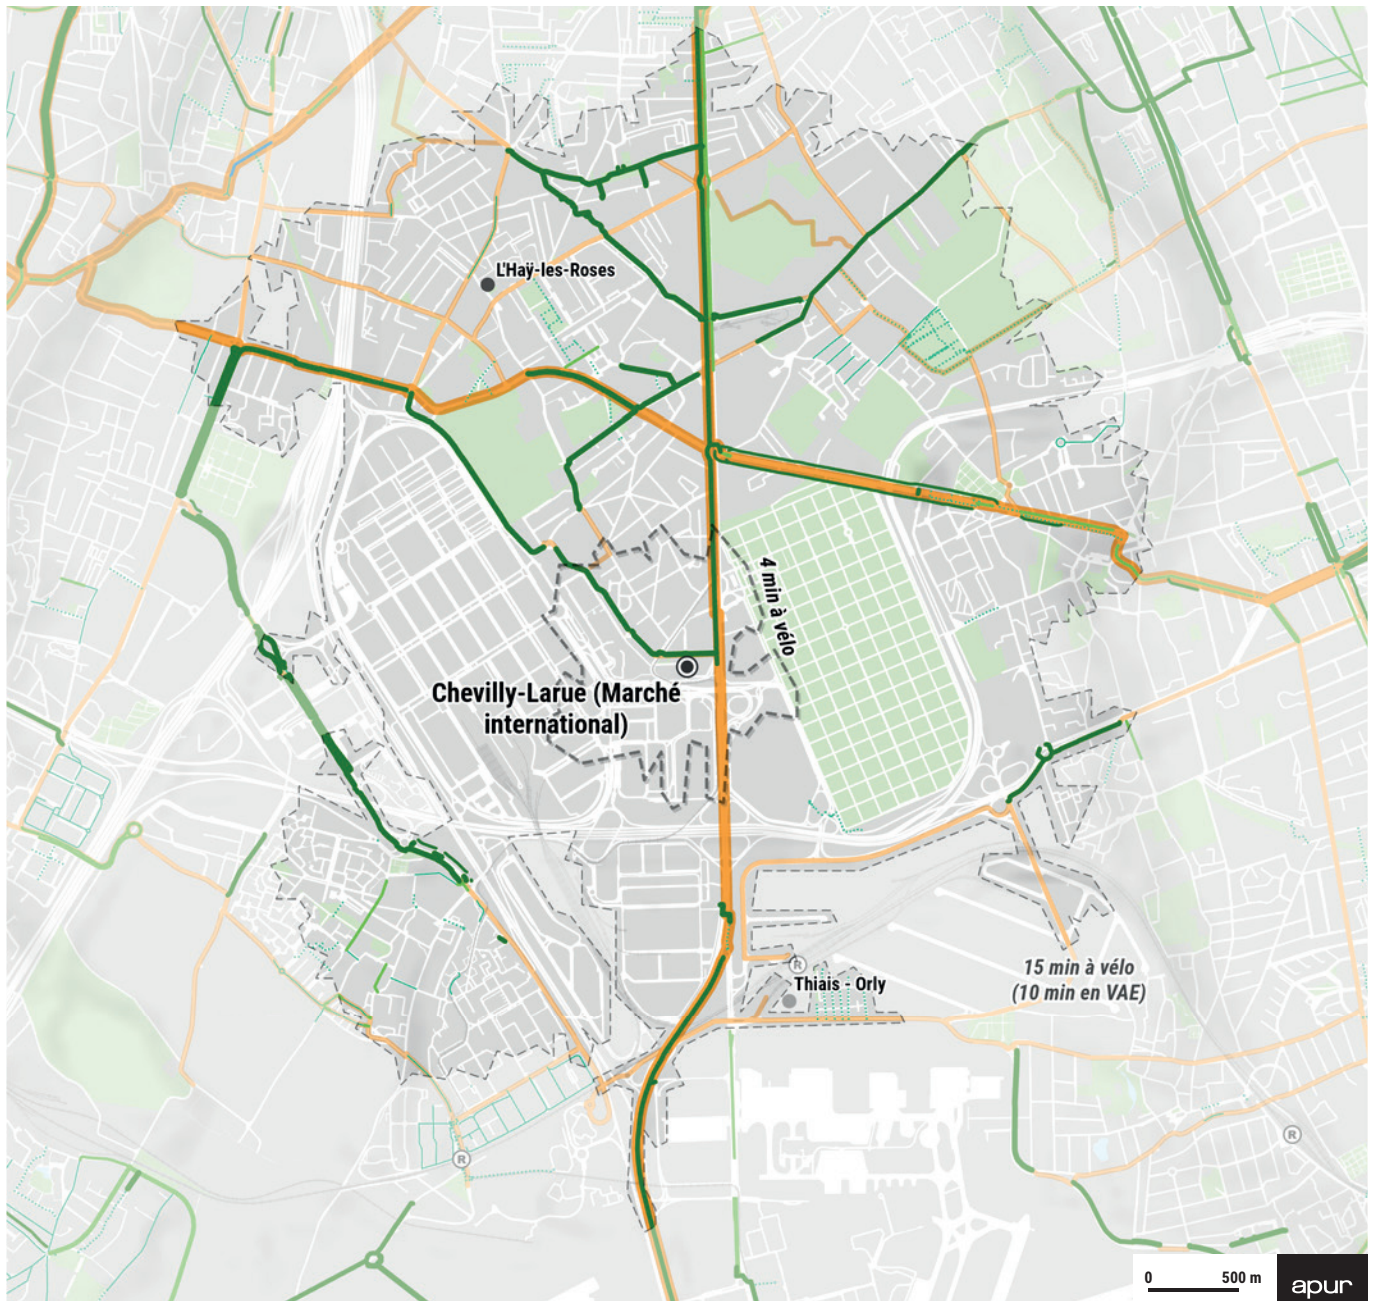 L'Haÿ-les-Roses
4 min à vélo
Chevilly-Larue (Marché
international)
R
15 min à vélo
(10 min en VAE)
Thiais - Orly
R
R
0 500 m
apur